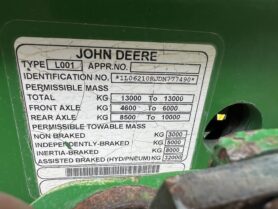 JOHN DEERE
TYPE L001 APPR.NO.
IDENTIFICATION NO. *1L06210RJDN777490*
PERMISSIBLE MASS
TOTAL KG 13000 To 13000
FRONT AXLE KG 4600 To 6000
REAR AXLE KG 8500 To 10000
PERMISSIBLE TOWABLE MASS
NON BRAKED KG 3000
INDEPENDENTLY-BRAKED KG
INERTIA-BRAKED KG 8000
ASSISTED BRAKED (HYD/PNEUM) KG 32000